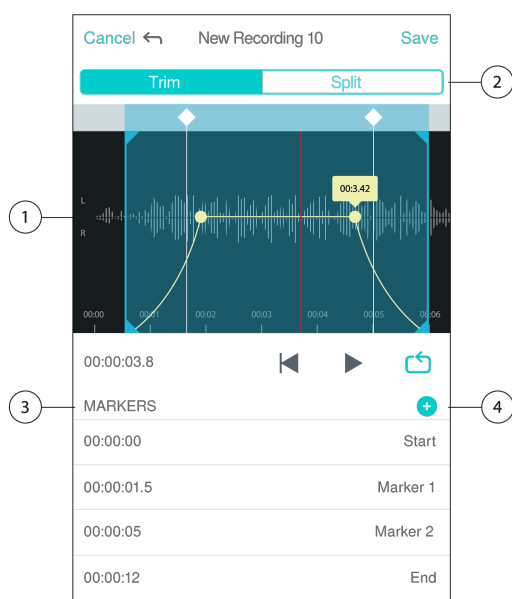 Cancel New Recording 10 Save
Trim Split
2
00:3.42
1
L
R
00:00 00:01 00:02 00:03 00:04 00:05 00:06
00:00:03.8
3 MARKERS + 4
00:00:00 Start
00:00:01.5 Marker 1
00:00:05 Marker 2
00:00:12 End